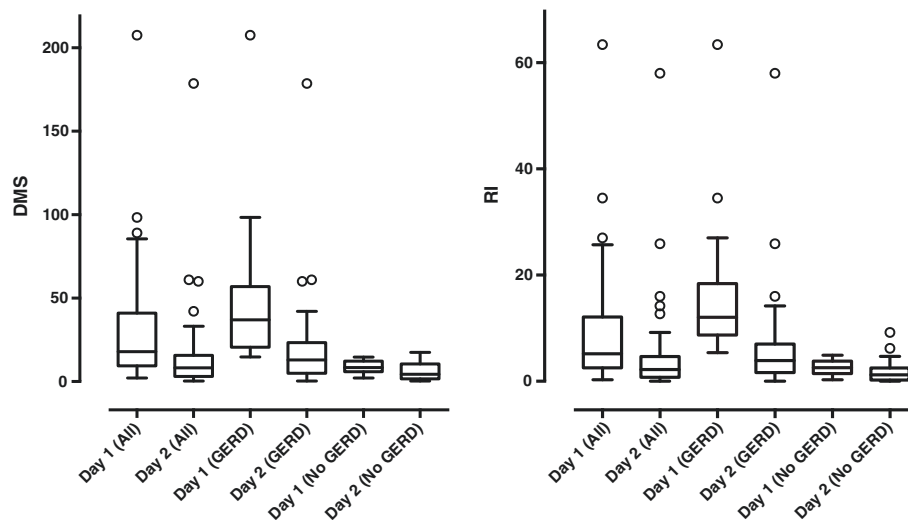 DMS
200
150
100
50
0
Day 1 (All)
Day 2 (All)
Day 1 (GERD)
Day 2 (GERD)
Day 1 (No GERD)
Day 2 (No GERD)
RI
60
40
20
0
Day 1 (All)
Day 2 (All)
Day 1 (GERD)
Day 2 (GERD)
Day 1 (No GERD)
Day 2 (No GERD)